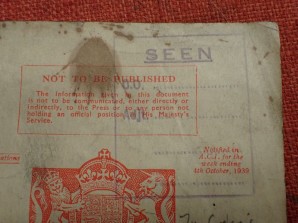 SEEN
NOT TO BE PUBLISHED
The information given in this document
is not to be communicated, either directly or
indirectly, to the Press or to any person not
holding an official position in His Majesty's
Service.
Notified in
A.C.I. for the
week ending
4th October, 1939